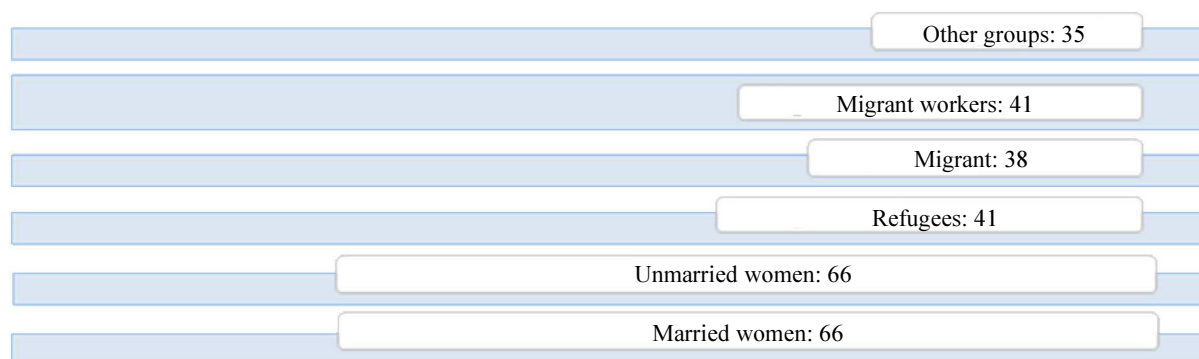 Other groups: 35
Migrant workers: 41
Migrant: 38
Refugees: 41
Unmarried women: 66
Married women: 66